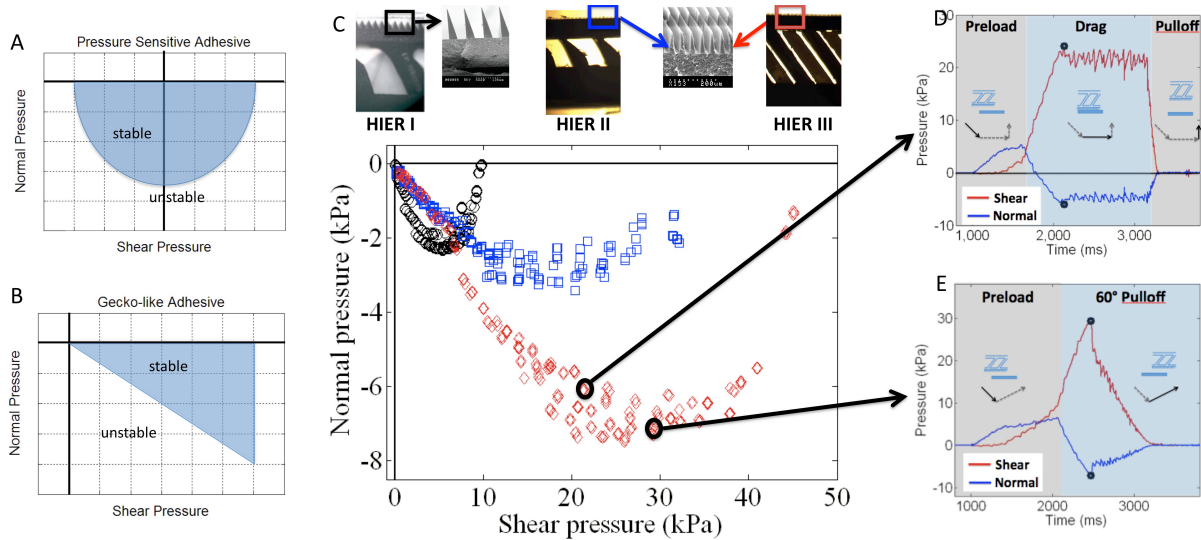 A
Pressure Sensitive Adhesive
Normal Pressure
stable
unstable
Shear Pressure
B
Gecko-like Adhesive
Normal Pressure
stable
unstable
Shear Pressure
C
HIER I
HIER II
HIER III
X153 200um
Normal pressure (kPa)
0
-2
-4
-6
-8
0
10
20
30
40
50
Shear pressure (kPa)
D
Preload
Drag
Pulloff
Pressure (kPa)
30
20
10
0
-10
Shear
Normal
1,000
2,000
3,000
Time (ms)
E
Preload
60° Pulloff
Pressure (kPa)
30
20
10
0
-10
Shear
Normal
1000
2000
3000
Time (ms)